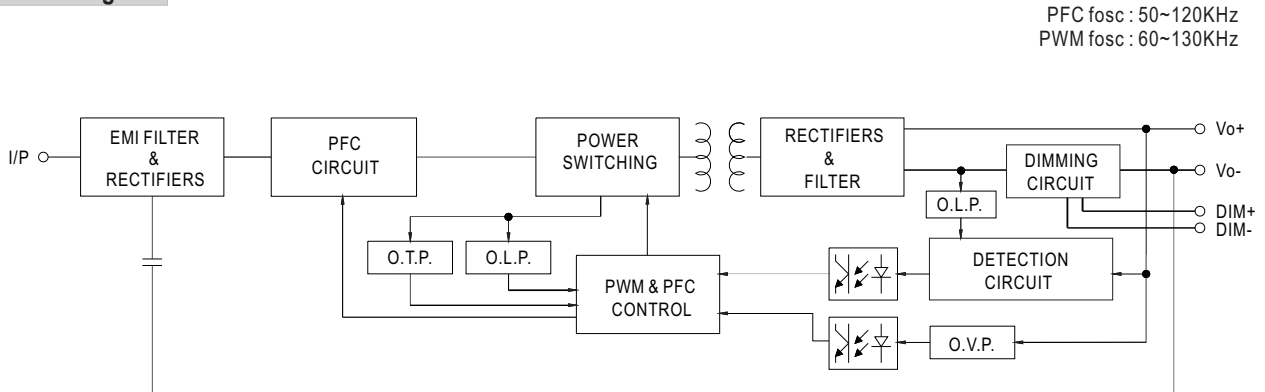 PFC fosc : 50~120KHz
PWM fosc : 60~130KHz
EMI FILTER
&
RECTIFIERS
PFC
CIRCUIT
POWER
SWITCHING
RECTIFIERS
&
FILTER
DIMMING
CIRCUIT
I/P
Vo+
Vo-
DIM+
DIM-
O.L.P.
O.T.P.
O.L.P.
PWM & PFC
CONTROL
DETECTION
CIRCUIT
O.V.P.